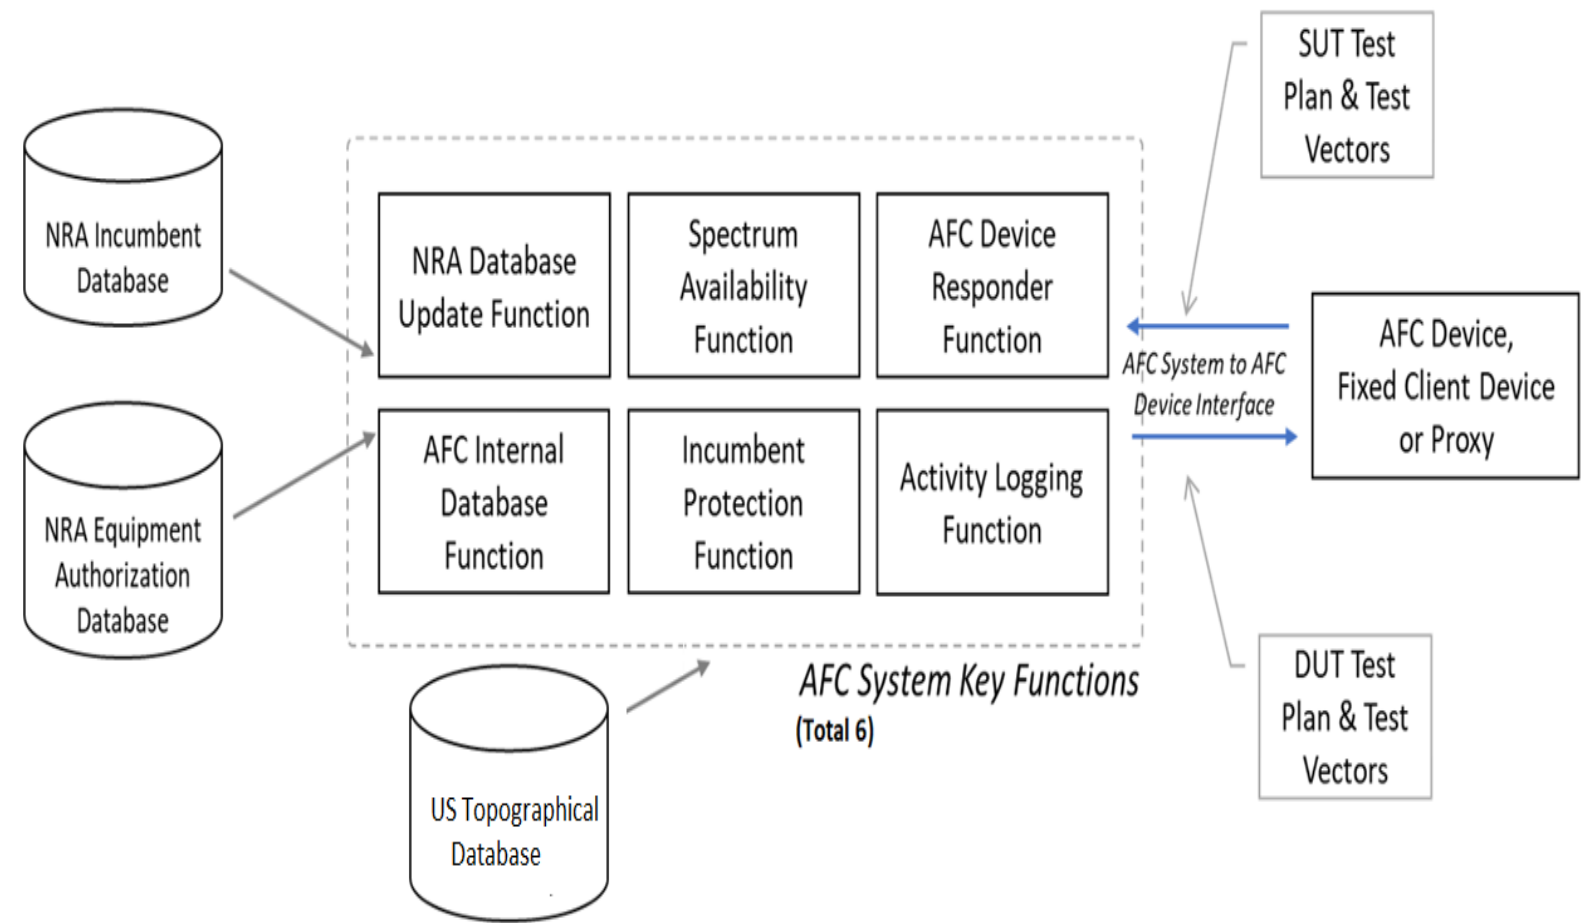 SUT Test
Plan & Test
Vectors
NRA Incumbent
Database
NRA Database
Update Function
Spectrum
Availability
Function
AFC Device
Responder
Function
AFC System to AFC
Device Interface
AFC Device,
Fixed Client Device
or Proxy
NRA Equipment
Authorization
Database
AFC Internal
Database
Function
Incumbent
Protection
Function
Activity Logging
Function
AFC System Key Functions
(Total 6)
DUT Test
Plan & Test
Vectors
US Topographical
Database